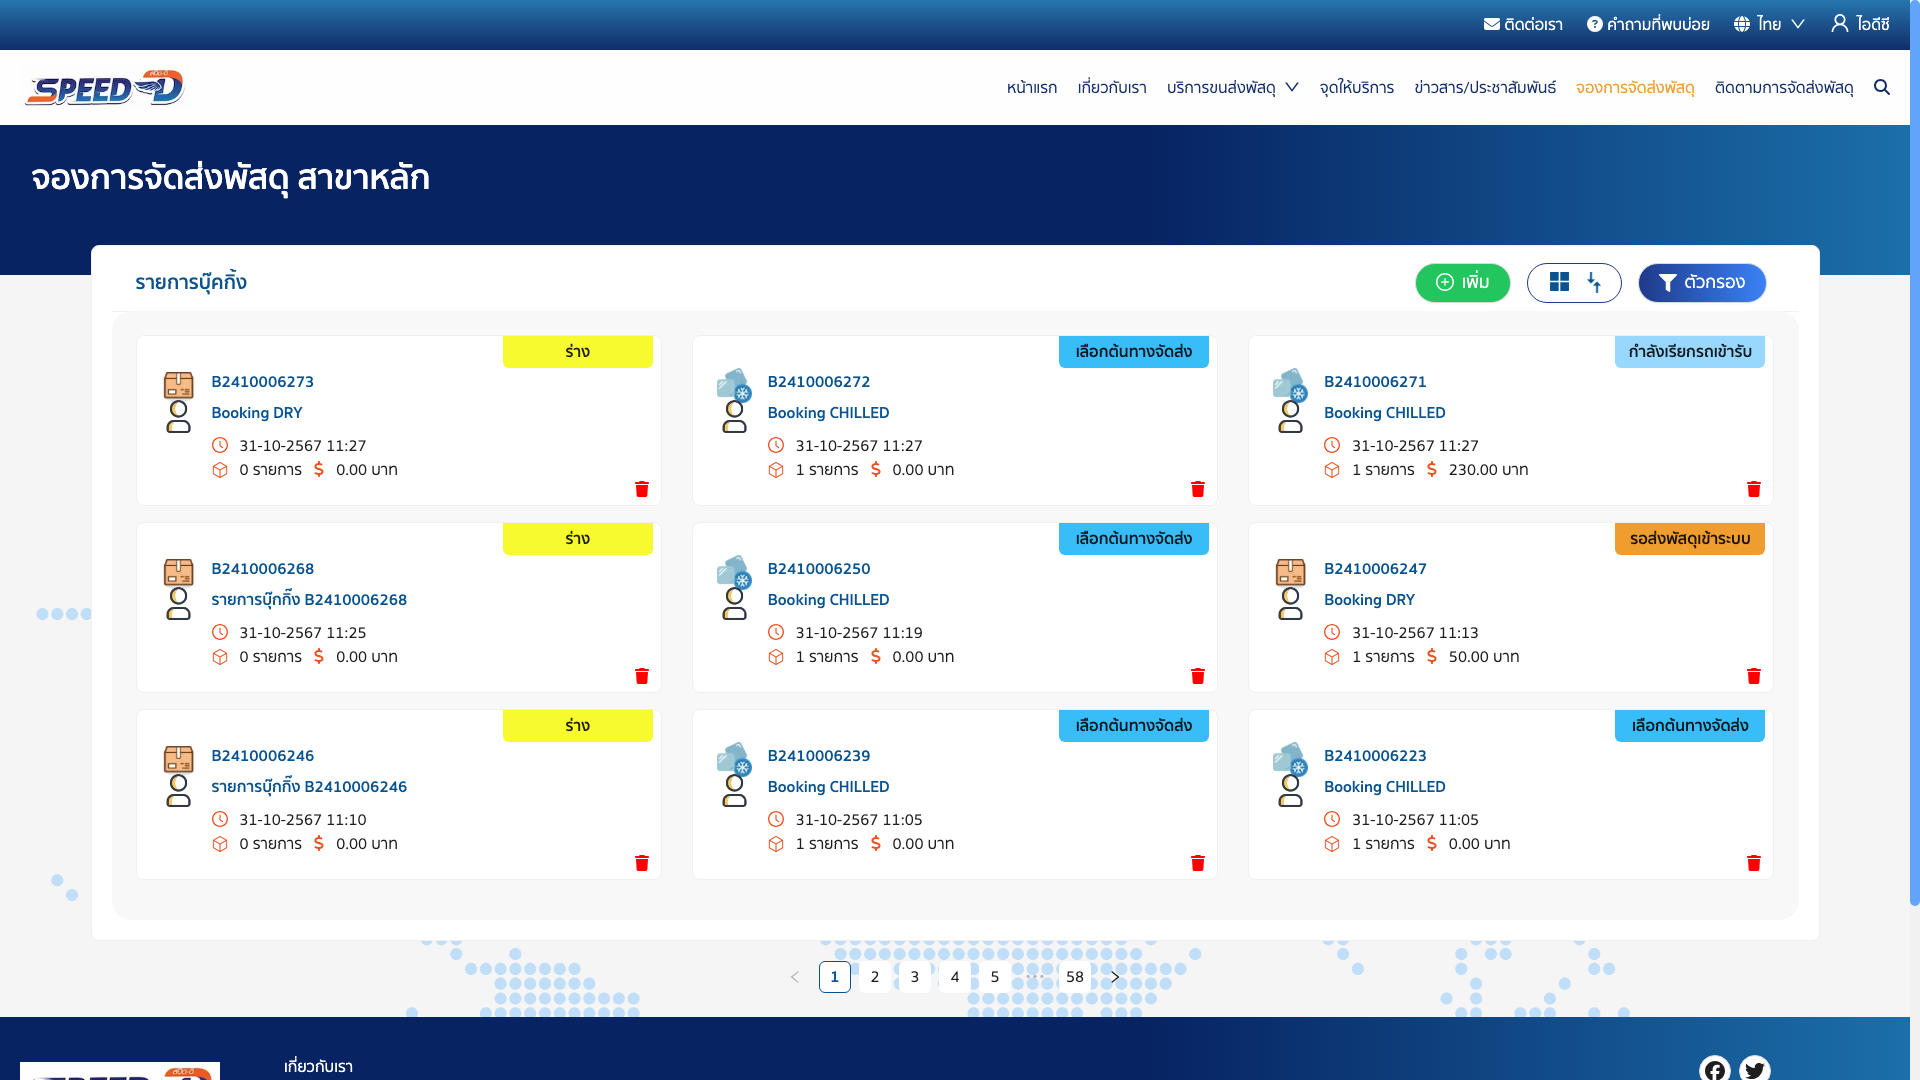 ติดต่อเรา คำถามที่พบบ่อย ไทย ไอดีซี
SPEED-D
หน้าแรก เกี่ยวกับเรา บริการขนส่งพัสดุ จุดให้บริการ ข่าวสาร/ประชาสัมพันธ์ จองการจัดส่งพัสดุ ติดตามการจัดส่งพัสดุ
จองการจัดส่งพัสดุ สาขาหลัก
รายการบุ๊คกิ้ง
เพิ่ม
ตัวกรอง
ร่าง
B2410006273
Booking DRY
31-10-2567 11:27
0 รายการ $ 0.00 บาท
เลือกต้นทางจัดส่ง
B2410006272
Booking CHILLED
31-10-2567 11:27
1 รายการ $ 0.00 บาท
กำลังเรียกรถเข้ารับ
B2410006271
Booking CHILLED
31-10-2567 11:27
1 รายการ $ 230.00 บาท
ร่าง
B2410006268
รายการบุ๊กกิ๊ง B2410006268
31-10-2567 11:25
0 รายการ $ 0.00 บาท
เลือกต้นทางจัดส่ง
B2410006250
Booking CHILLED
31-10-2567 11:19
1 รายการ $ 0.00 บาท
รอส่งพัสดุเข้าระบบ
B2410006247
Booking DRY
31-10-2567 11:13
1 รายการ $ 50.00 บาท
ร่าง
B2410006246
รายการบุ๊กกิ๊ง B2410006246
31-10-2567 11:10
0 รายการ $ 0.00 บาท
เลือกต้นทางจัดส่ง
B2410006239
Booking CHILLED
31-10-2567 11:05
1 รายการ $ 0.00 บาท
เลือกต้นทางจัดส่ง
B2410006223
Booking CHILLED
31-10-2567 11:05
1 รายการ $ 0.00 บาท
1 2 3 4 5 ••• 58
เกี่ยวกับเรา